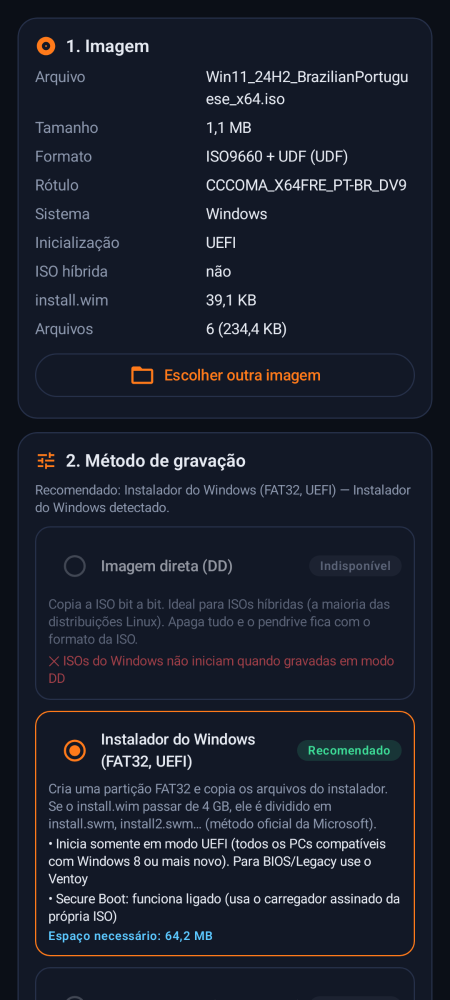 1. Imagem
Arquivo
Win11_24H2_BrazilianPortugu
ese_x64.iso
Tamanho
1,1 MB
Formato
ISO9660 + UDF (UDF)
Rótulo
CCCOMA_X64FRE_PT-BR_DV9
Sistema
Windows
Inicialização
UEFI
ISO híbrida
não
install.wim
39,1 KB
Arquivos
6 (234,4 KB)
Escolher outra imagem
2. Método de gravação
Recomendado: Instalador do Windows (FAT32, UEFI) — Instalador
do Windows detectado.
Imagem direta (DD)
Indisponível
Copia a ISO bit a bit. Ideal para ISOs híbridas (a maioria das
distribuições Linux). Apaga tudo e o pendrive fica com o
formato da ISO.
✕ ISOs do Windows não iniciam quando gravadas em modo
DD
Instalador do Windows
(FAT32, UEFI)
Recomendado
Cria uma partição FAT32 e copia os arquivos do instalador.
Se o install.wim passar de 4 GB, ele é dividido em
install.swm, install2.swm… (método oficial da Microsoft).
• Inicia somente em modo UEFI (todos os PCs compatíveis
com Windows 8 ou mais novo). Para BIOS/Legacy use o
Ventoy
• Secure Boot: funciona ligado (usa o carregador assinado da
própria ISO)
Espaço necessário: 64,2 MB